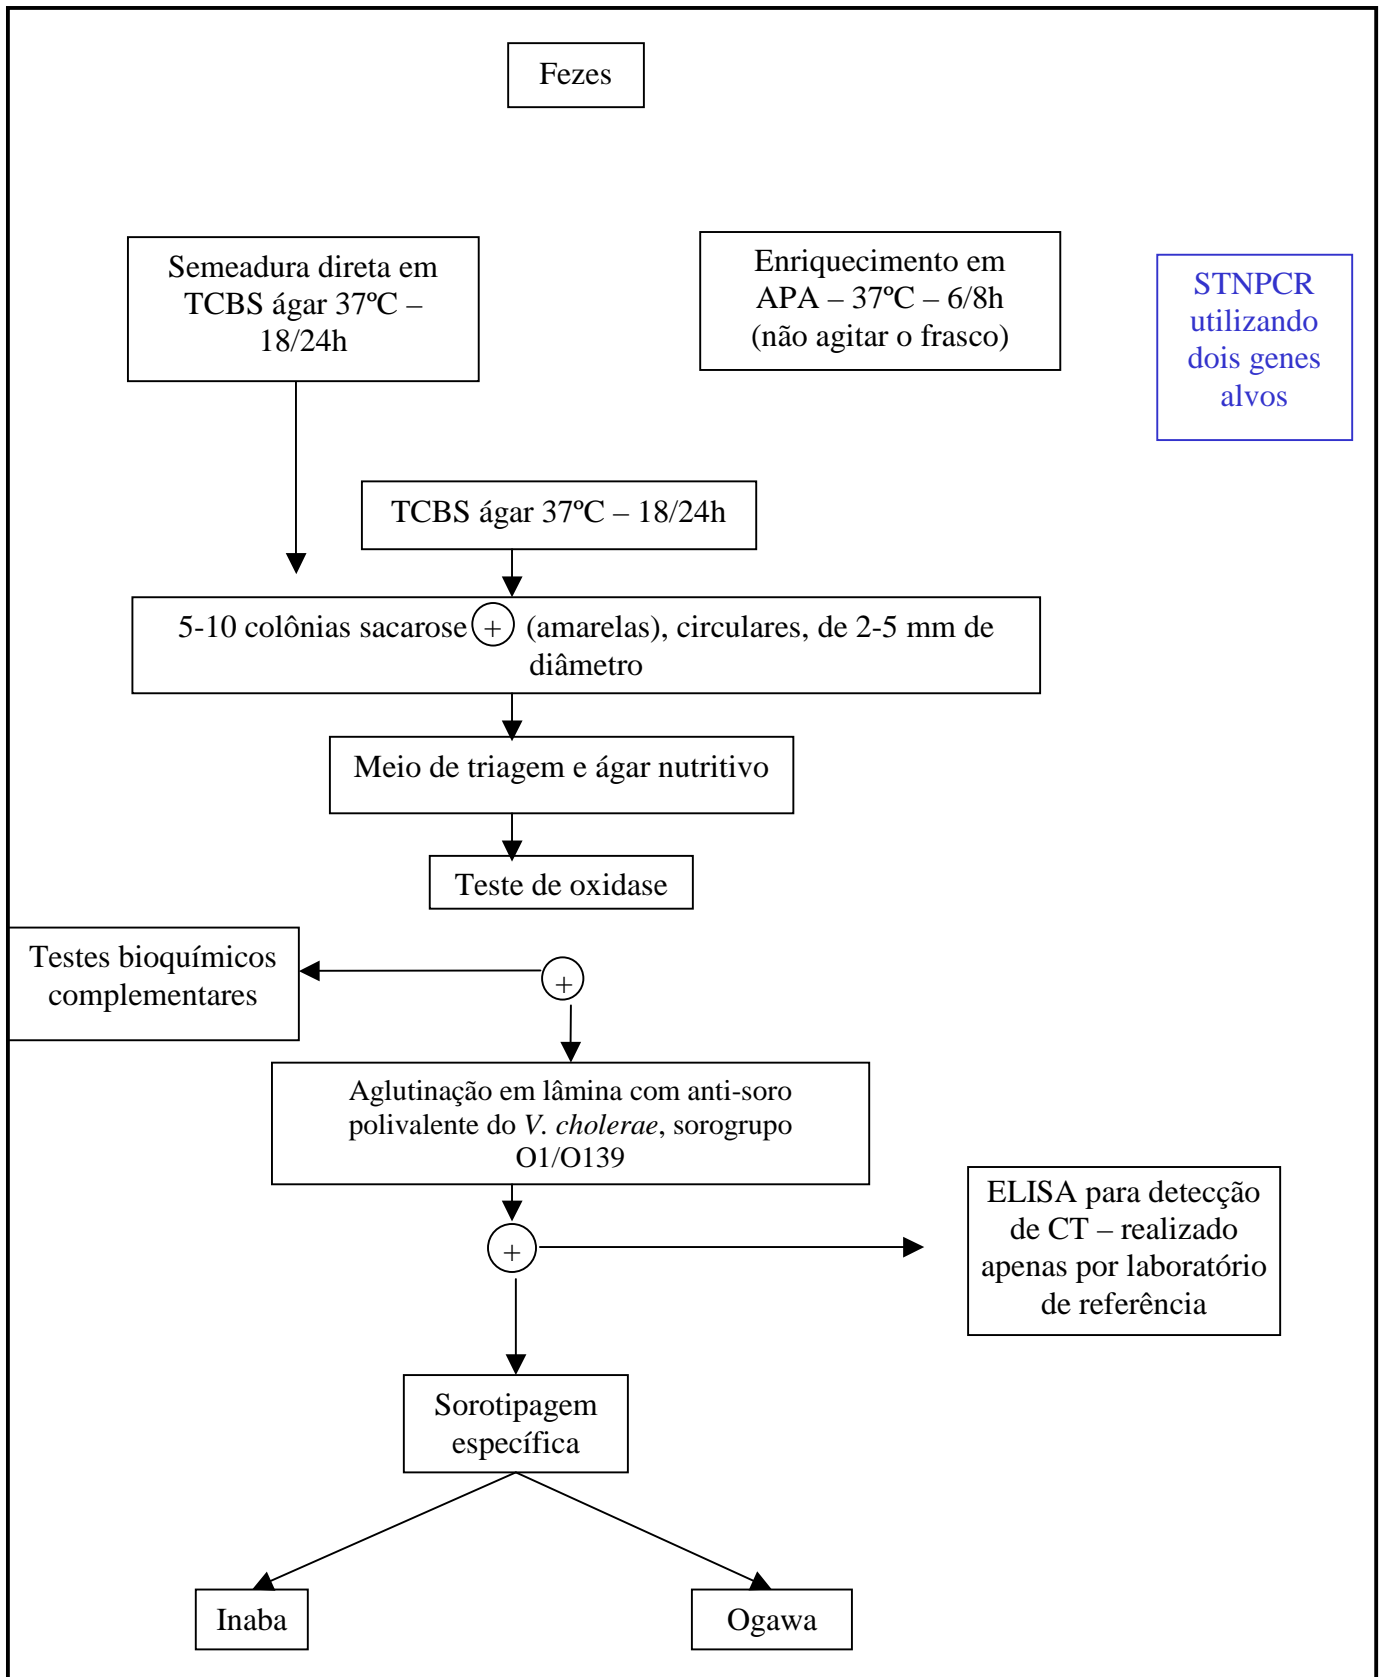 Fezes
Semeadura direta em
TCBS ágar 37ºC –
18/24h
Enriquecimento em
APA – 37ºC – 6/8h
(não agitar o frasco)
STNPCR
utilizando
dois genes
alvos
TCBS ágar 37ºC – 18/24h
5-10 colônias sacarose + (amarelas), circulares, de 2-5 mm de
diâmetro
Meio de triagem e ágar nutritivo
Teste de oxidase
Testes bioquímicos
complementares
+
Aglutinação em lâmina com anti-soro
polivalente do V. cholerae, sorogrupo
O1/O139
+
ELISA para detecção
de CT – realizado
apenas por laboratório
de referência
Sorotipagem
específica
Inaba
Ogawa